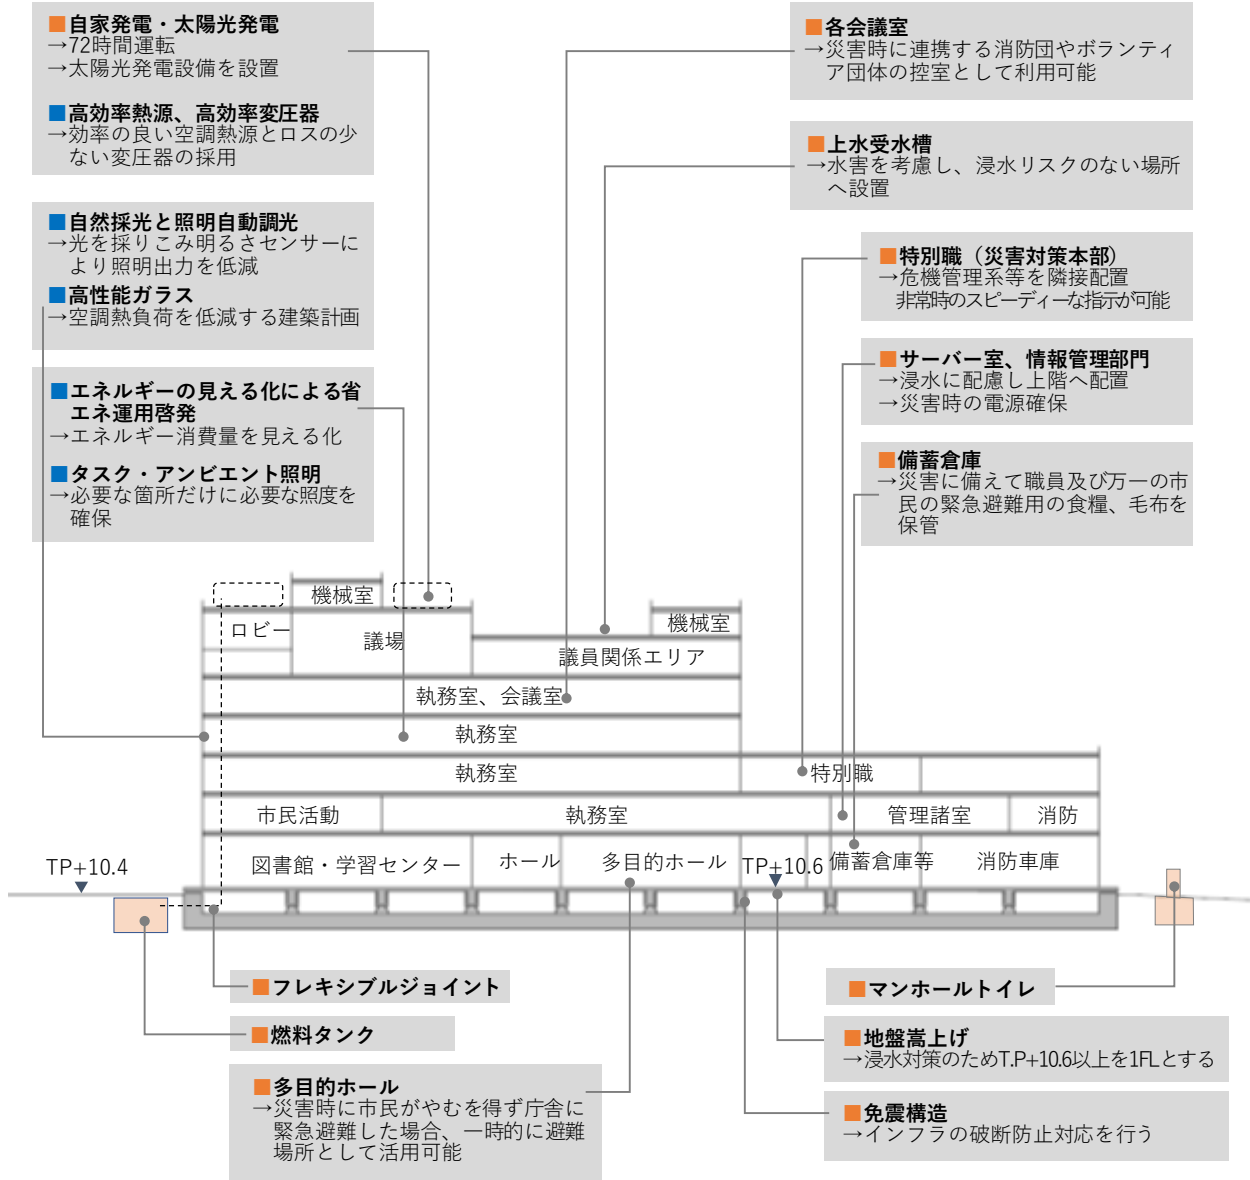 ■自家発電・太陽光発電
→72時間運転
→太陽光発電設備を設置
■高効率熱源、高効率変圧器
→効率の良い空調熱源とロスの少
ない変圧器の採用
■自然採光と照明自動調光
→光を採りこみ明るさセンサーに
より照明出力を低減
■高性能ガラス
→空調熱負荷を低減する建築計画
■エネルギーの見える化による省
エネ運用啓発
→エネルギー消費量を見える化
■タスク・アンビエント照明
→必要な箇所だけに必要な照度を
確保
■各会議室
→災害時に連携する消防団やボランティ
ア団体の控室として利用可能
■上水受水槽
→水害を考慮し、浸水リスクのない場所
へ設置
■特別職（災害対策本部）
→危機管理系等を隣接配置
非常時のスピーディーな指示が可能
■サーバー室、情報管理部門
→浸水に配慮し上階へ配置
→災害時の電源確保
■備蓄倉庫
→災害に備えて職員及び万一の市
民の緊急避難用の食糧、毛布を
保管
機械室
ロビー
議場
機械室
議員関係エリア
執務室、会議室
執務室
執務室
特別職
市民活動
執務室
管理諸室
消防
図書館・学習センター
ホール
多目的ホール
備蓄倉庫等
消防車庫
TP+10.4
TP+10.6
■フレキシブルジョイント
■燃料タンク
■多目的ホール
→災害時に市民がやむを得ず庁舎に
緊急避難した場合、一時的に避難
場所として活用可能
■マンホールトイレ
■地盤嵩上げ
→浸水対策のためT.P+10.6以上を1FLとする
■免震構造
→インフラの破断防止対応を行う